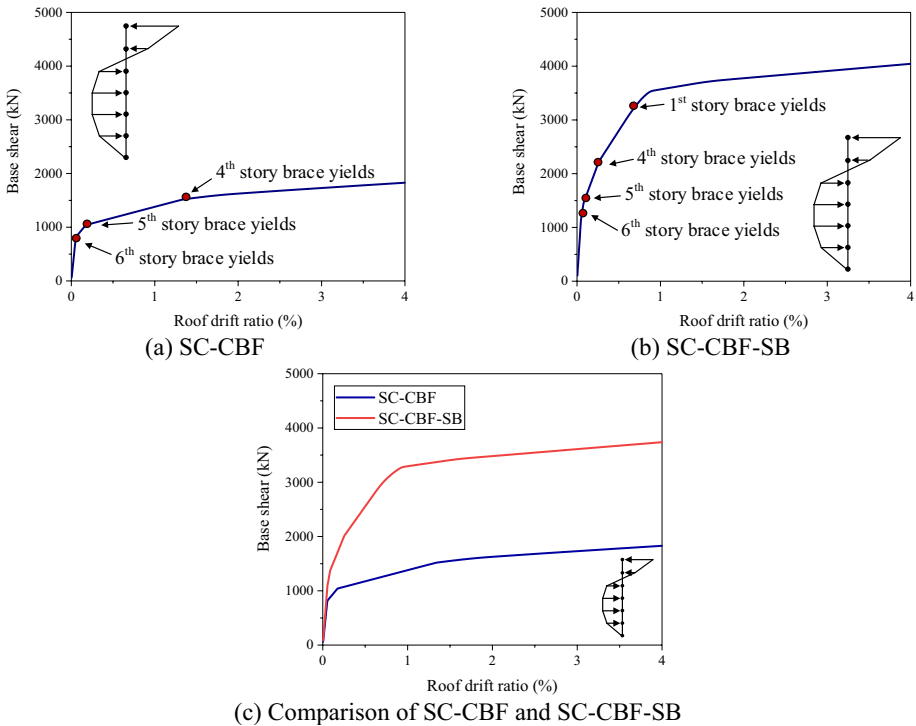 5000
4000
3000
2000
1000
0
Base shear (kN)
4th story brace yields
5th story brace yields
6th story brace yields
0 1 2 3 4
Roof drift ratio (%)
(a) SC-CBF
5000
4000
3000
2000
1000
0
Base shear (kN)
1st story brace yields
4th story brace yields
5th story brace yields
6th story brace yields
0 1 2 3 4
Roof drift ratio (%)
(b) SC-CBF-SB
5000
4000
3000
2000
1000
0
Base shear (kN)
SC-CBF
SC-CBF-SB
0 1 2 3 4
Roof drift ratio (%)
(c) Comparison of SC-CBF and SC-CBF-SB